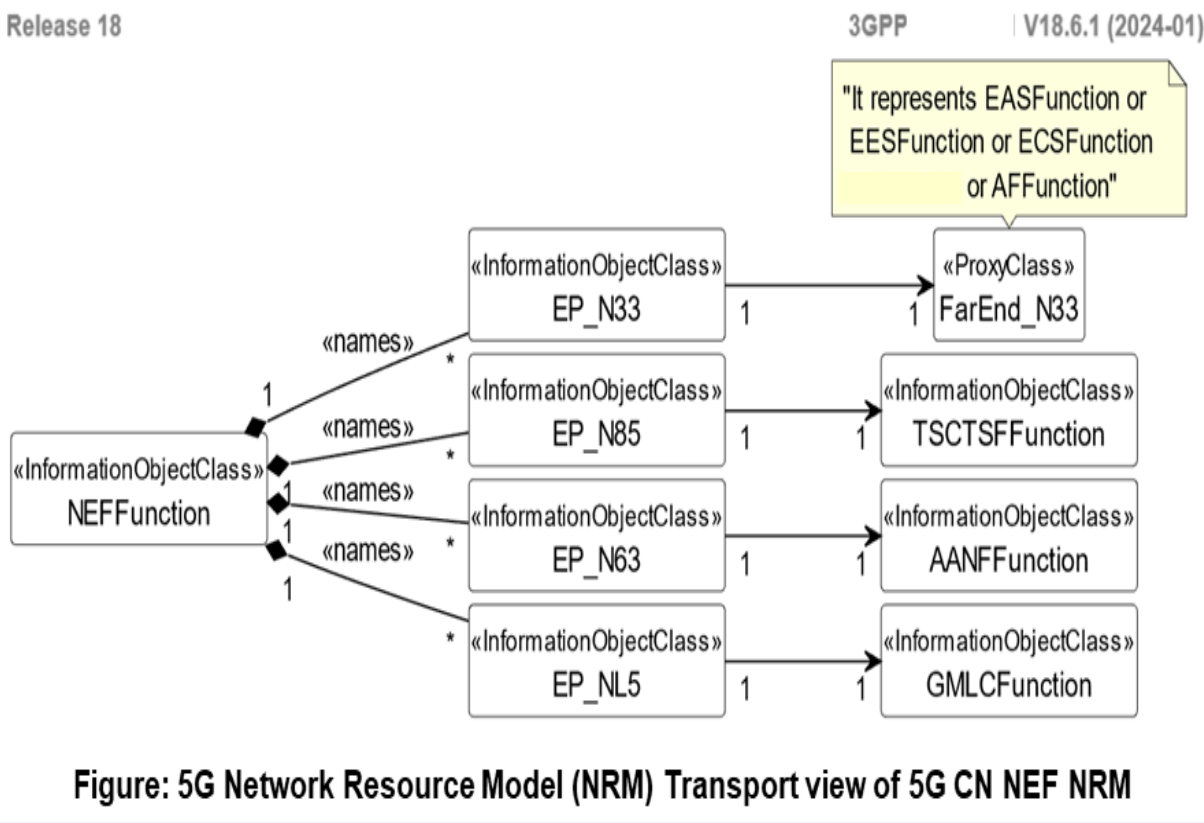 Release 18 3GPP V18.6.1 (2024-01)
"It represents EASFunction or
EESFunction or ECSFunction
or AFFunction"
«InformationObjectClass» «ProxyClass»
EP_N33 1 1 FarEnd_N33
«names» *
1
«InformationObjectClass» «InformationObjectClass»
«names» EP_N85 1 1 TSCTSFFunction
*
«InformationObjectClass» 1 «names» «InformationObjectClass» «InformationObjectClass»
NEFFunction 1 * EP_N63 1 1 AANFFunction
«names»
1
* «InformationObjectClass» «InformationObjectClass»
EP_NL5 1 1 GMLCFunction
Figure: 5G Network Resource Model (NRM) Transport view of 5G CN NEF NRM